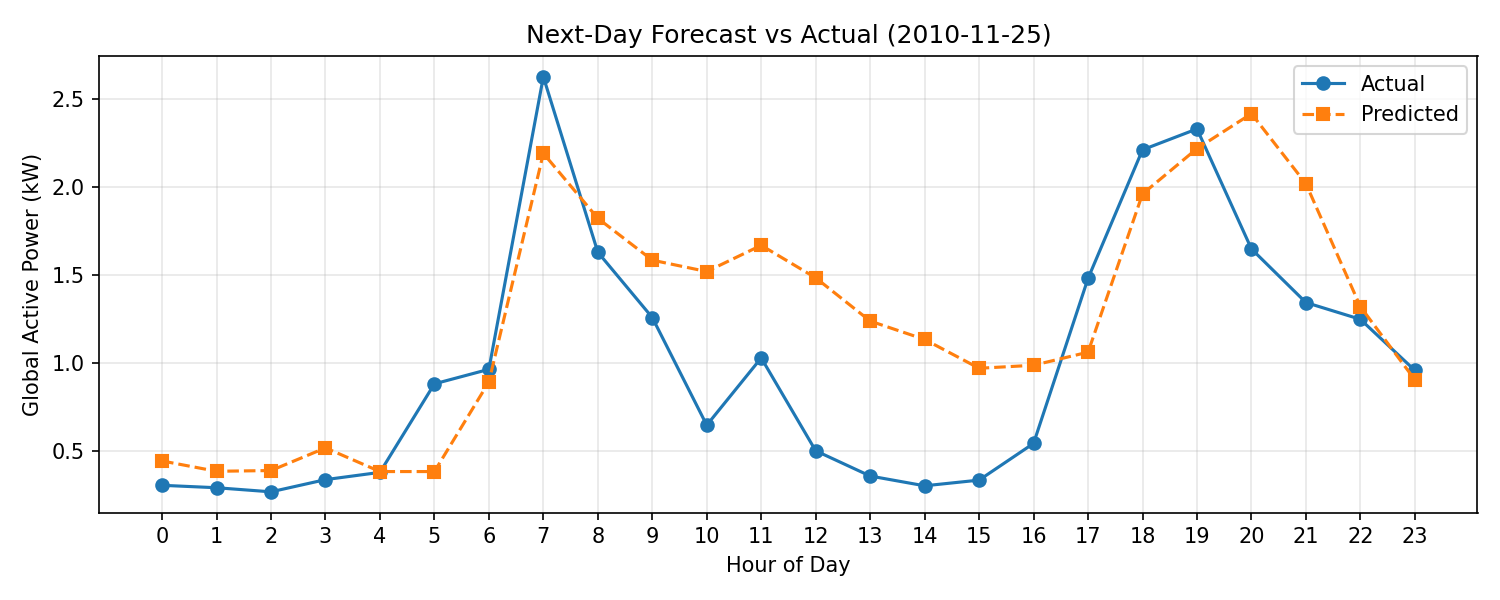 Next-Day Forecast vs Actual (2010-11-25)
Actual
Predicted
Global Active Power (kW)
2.5
2.0
1.5
1.0
0.5
0 1 2 3 4 5 6 7 8 9 10 11 12 13 14 15 16 17 18 19 20 21 22 23
Hour of Day